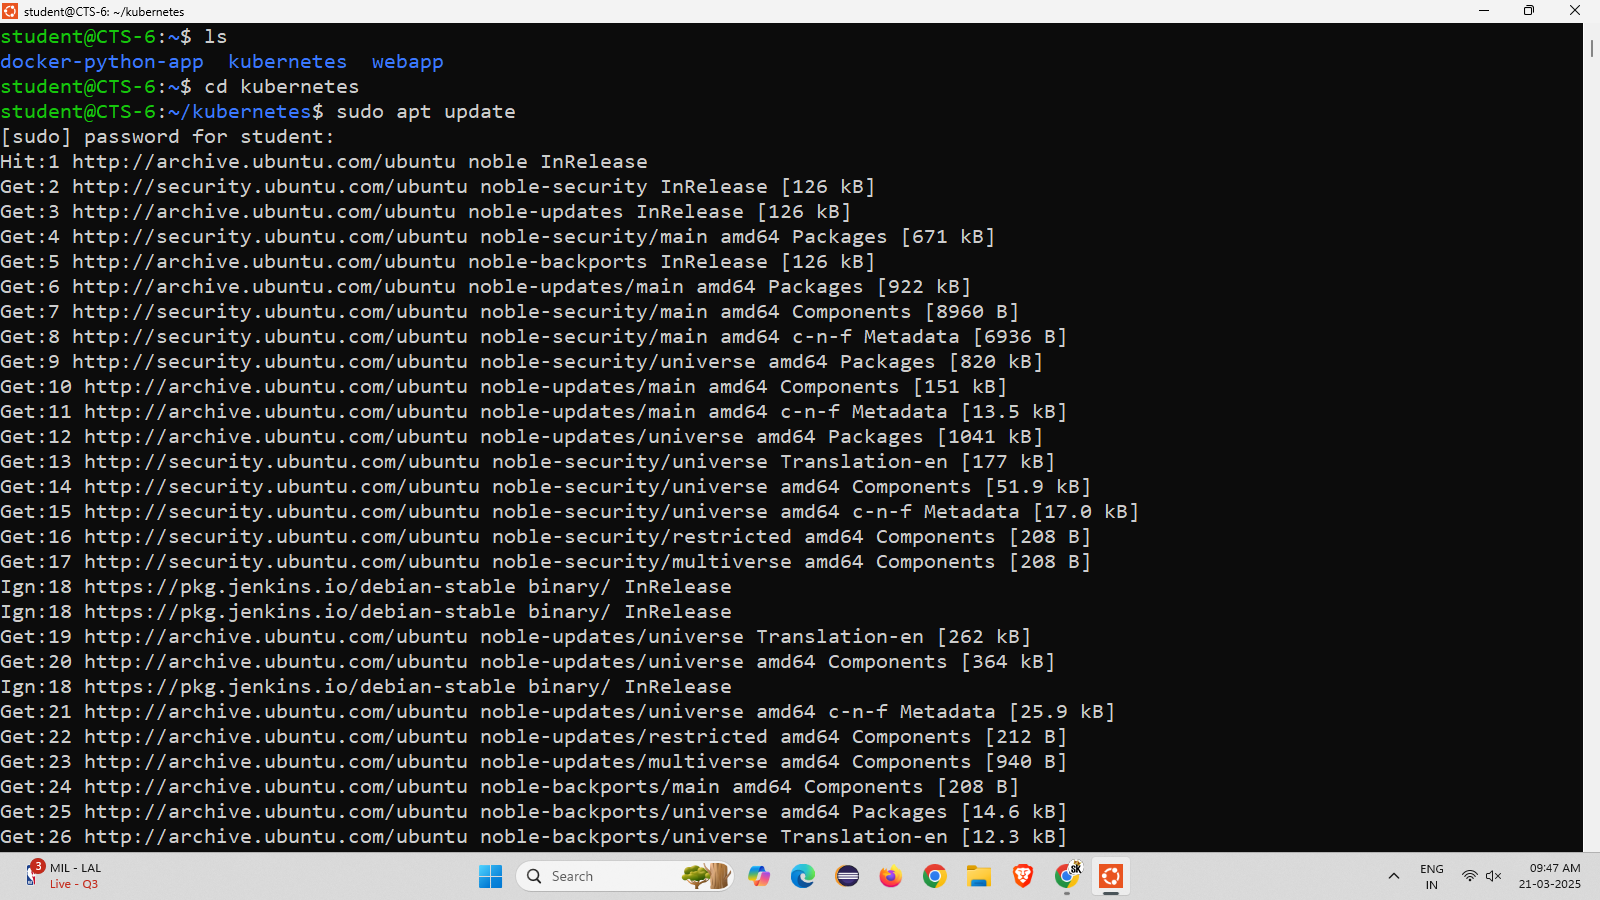 student@CTS-6: ~/kubernetes
student@CTS-6:~$ ls
docker-python-app  kubernetes  webapp
student@CTS-6:~$ cd kubernetes
student@CTS-6:~/kubernetes$ sudo apt update
[sudo] password for student:
Hit:1 http://archive.ubuntu.com/ubuntu noble InRelease
Get:2 http://security.ubuntu.com/ubuntu noble-security InRelease [126 kB]
Get:3 http://archive.ubuntu.com/ubuntu noble-updates InRelease [126 kB]
Get:4 http://security.ubuntu.com/ubuntu noble-security/main amd64 Packages [671 kB]
Get:5 http://archive.ubuntu.com/ubuntu noble-backports InRelease [126 kB]
Get:6 http://archive.ubuntu.com/ubuntu noble-updates/main amd64 Packages [922 kB]
Get:7 http://security.ubuntu.com/ubuntu noble-security/main amd64 Components [8960 B]
Get:8 http://security.ubuntu.com/ubuntu noble-security/main amd64 c-n-f Metadata [6936 B]
Get:9 http://security.ubuntu.com/ubuntu noble-security/universe amd64 Packages [820 kB]
Get:10 http://archive.ubuntu.com/ubuntu noble-updates/main amd64 Components [151 kB]
Get:11 http://archive.ubuntu.com/ubuntu noble-updates/main amd64 c-n-f Metadata [13.5 kB]
Get:12 http://archive.ubuntu.com/ubuntu noble-updates/universe amd64 Packages [1041 kB]
Get:13 http://security.ubuntu.com/ubuntu noble-security/universe Translation-en [177 kB]
Get:14 http://security.ubuntu.com/ubuntu noble-security/universe amd64 Components [51.9 kB]
Get:15 http://security.ubuntu.com/ubuntu noble-security/universe amd64 c-n-f Metadata [17.0 kB]
Get:16 http://security.ubuntu.com/ubuntu noble-security/restricted amd64 Components [208 B]
Get:17 http://security.ubuntu.com/ubuntu noble-security/multiverse amd64 Components [208 B]
Ign:18 https://pkg.jenkins.io/debian-stable binary/ InRelease
Ign:18 https://pkg.jenkins.io/debian-stable binary/ InRelease
Get:19 http://archive.ubuntu.com/ubuntu noble-updates/universe Translation-en [262 kB]
Get:20 http://archive.ubuntu.com/ubuntu noble-updates/universe amd64 Components [364 kB]
Ign:18 https://pkg.jenkins.io/debian-stable binary/ InRelease
Get:21 http://archive.ubuntu.com/ubuntu noble-updates/universe amd64 c-n-f Metadata [25.9 kB]
Get:22 http://archive.ubuntu.com/ubuntu noble-updates/restricted amd64 Components [212 B]
Get:23 http://archive.ubuntu.com/ubuntu noble-updates/multiverse amd64 Components [940 B]
Get:24 http://archive.ubuntu.com/ubuntu noble-backports/main amd64 Components [208 B]
Get:25 http://archive.ubuntu.com/ubuntu noble-backports/universe amd64 Packages [14.6 kB]
Get:26 http://archive.ubuntu.com/ubuntu noble-backports/universe Translation-en [12.3 kB]
3
MIL - LAL
Live - Q3
Search
SK
ENG
IN
09:47 AM
21-03-2025